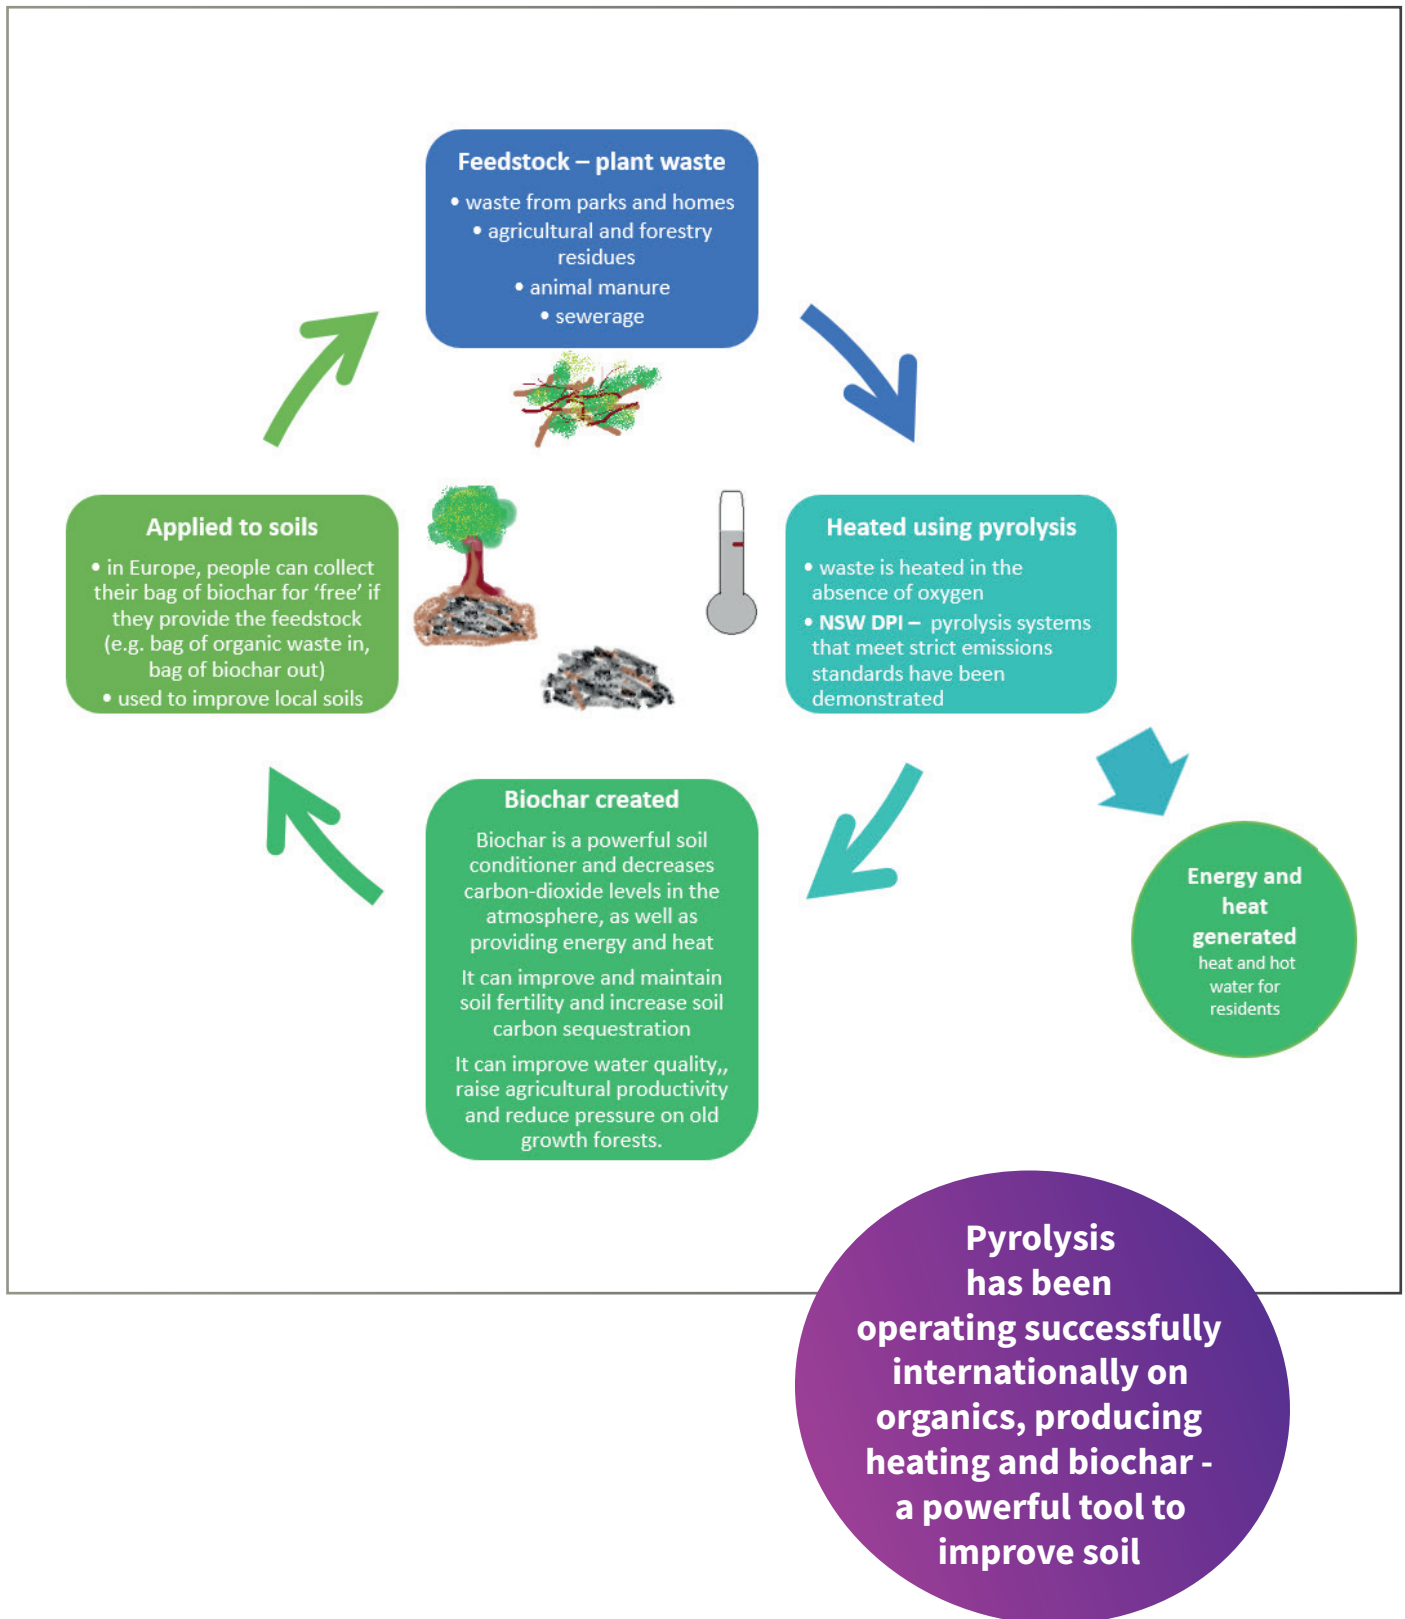 Feedstock – plant waste
• waste from parks and homes
• agricultural and forestry
residues
• animal manure
• sewerage
Heated using pyrolysis
• waste is heated in the
absence of oxygen
• NSW DPI – pyrolysis systems
that meet strict emissions
standards have been
demonstrated
Energy and
heat
generated
heat and hot
water for
residents
Biochar created
Biochar is a powerful soil
conditioner and decreases
carbon-dioxide levels in the
atmosphere, as well as
providing energy and heat
It can improve and maintain
soil fertility and increase soil
carbon sequestration
It can improve water quality,,
raise agricultural productivity
and reduce pressure on old
growth forests.
Applied to soils
• in Europe, people can collect
their bag of biochar for ‘free’ if
they provide the feedstock
(e.g. bag of organic waste in,
bag of biochar out)
• used to improve local soils
Pyrolysis
has been
operating successfully
internationally on
organics, producing
heating and biochar -
a powerful tool to
improve soil